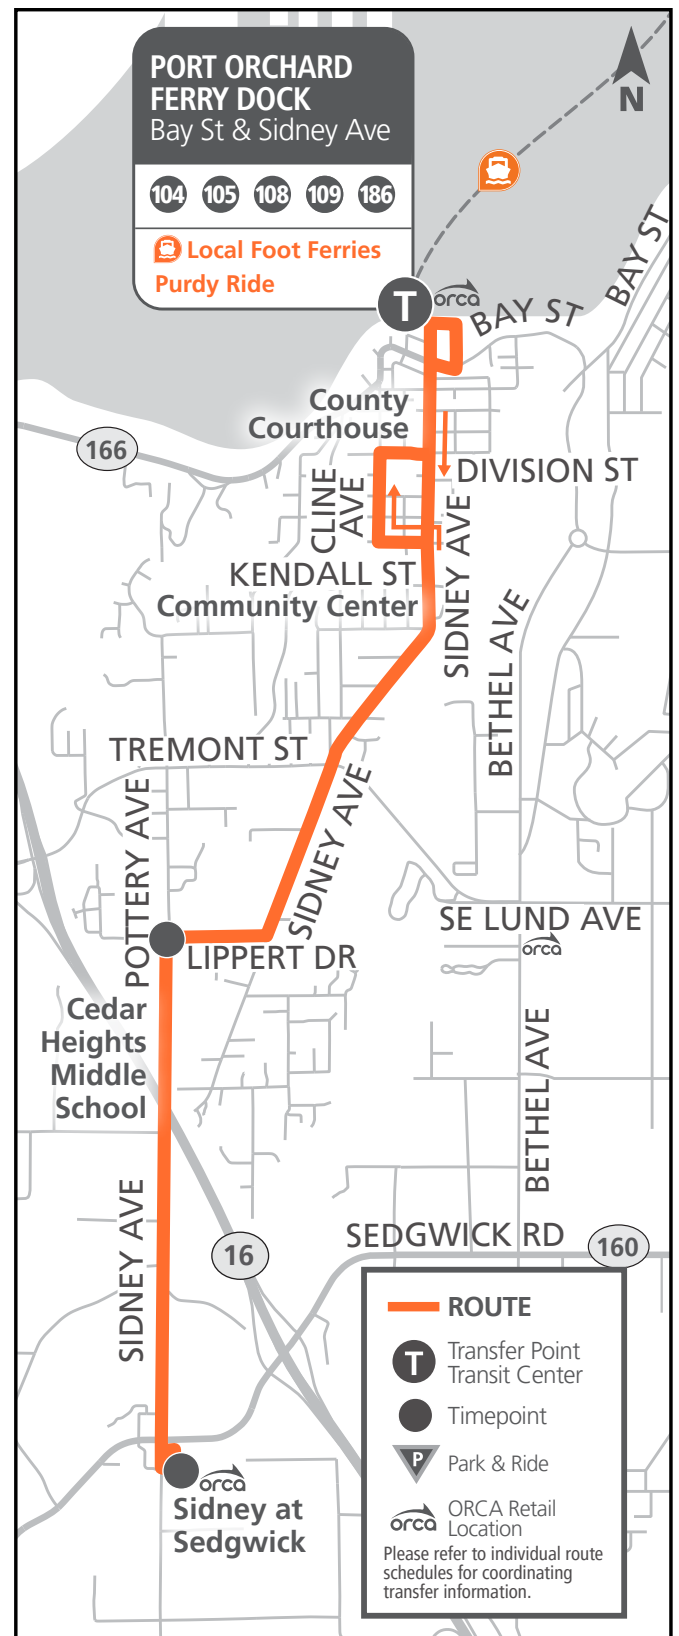 PORT ORCHARD
FERRY DOCK
Bay St & Sidney Ave
104 105 108 109 186
Local Foot Ferries
Purdy Ride
N
T
orca
BAY ST
BAY ST
County
Courthouse
166
DIVISION ST
CLINE
AVE
SIDNEY AVE
KENDALL ST
Community Center
BETHEL AVE
TREMONT ST
SIDNEY AVE
POTTERY AVE
SE LUND AVE
orca
LIPPERT DR
Cedar
Heights
Middle
School
BETHEL AVE
SIDNEY AVE
16
SEDGWICK RD
160
orca
Sidney at
Sedgwick
ROUTE
T
Transfer Point
Transit Center
Timepoint
P
Park & Ride
orca
ORCA Retail
Location
Please refer to individual route
schedules for coordinating
transfer information.